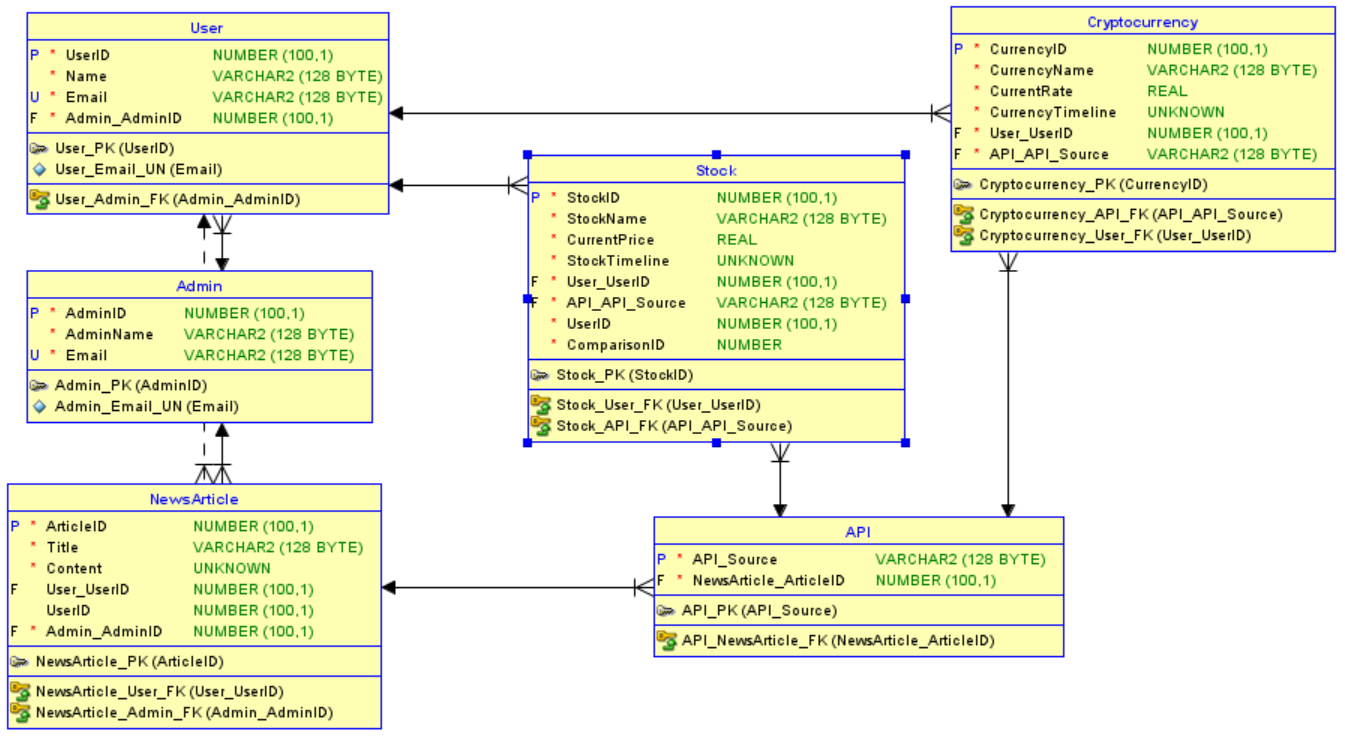 User
P * UserID NUMBER (100,1)
* Name VARCHAR2 (128 BYTE)
U * Email VARCHAR2 (128 BYTE)
F * Admin_AdminID NUMBER (100,1)
User_PK (UserID)
User_Email_UN (Email)
User_Admin_FK (Admin_AdminID)
Cryptocurrency
P * CurrencyID NUMBER (100,1)
* CurrencyName VARCHAR2 (128 BYTE)
* CurrentRate REAL
* CurrencyTimeline UNKNOWN
F * User_UserID NUMBER (100,1)
F * API_API_Source VARCHAR2 (128 BYTE)
Cryptocurrency_PK (CurrencyID)
Cryptocurrency_API_FK (API_API_Source)
Cryptocurrency_User_FK (User_UserID)
Stock
P * StockID NUMBER (100,1)
* StockName VARCHAR2 (128 BYTE)
* CurrentPrice REAL
* StockTimeline UNKNOWN
F * User_UserID NUMBER (100,1)
F * API_API_Source VARCHAR2 (128 BYTE)
* UserID NUMBER (100,1)
* ComparisonID NUMBER
Stock_PK (StockID)
Stock_User_FK (User_UserID)
Stock_API_FK (API_API_Source)
Admin
P * AdminID NUMBER (100,1)
* AdminName VARCHAR2 (128 BYTE)
U * Email VARCHAR2 (128 BYTE)
Admin_PK (AdminID)
Admin_Email_UN (Email)
NewsArticle
P * ArticleID NUMBER (100,1)
* Title VARCHAR2 (128 BYTE)
* Content UNKNOWN
F User_UserID NUMBER (100,1)
UserID NUMBER (100,1)
F * Admin_AdminID NUMBER (100,1)
NewsArticle_PK (ArticleID)
NewsArticle_User_FK (User_UserID)
NewsArticle_Admin_FK (Admin_AdminID)
API
P * API_Source VARCHAR2 (128 BYTE)
F * NewsArticle_ArticleID NUMBER (100,1)
API_PK (API_Source)
API_NewsArticle_FK (NewsArticle_ArticleID)